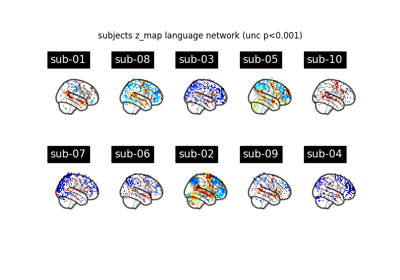 subjects z_map language network (unc p<0.001)
sub-01
sub-08
sub-03
sub-05
sub-10
sub-07
sub-06
sub-02
sub-09
sub-04